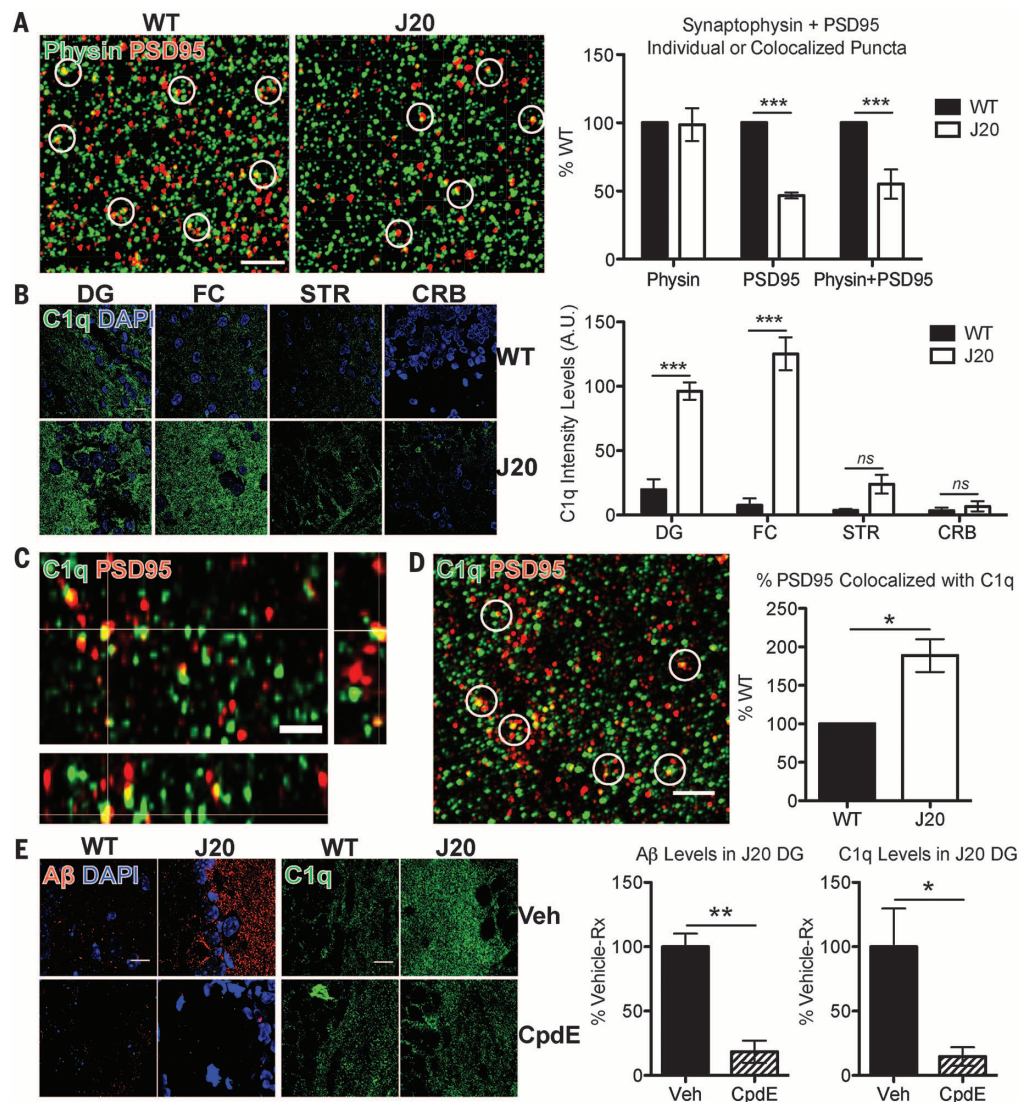 A
WT
J20
Physin PSD95
Synaptophysin + PSD95
Individual or Colocalized Puncta
% WT
150
100
50
0
***
***
WT
J20
Physin
PSD95
Physin+PSD95
B
DG
FC
STR
CRB
C1q DAPI
WT
J20
C1q Intensity Levels (A.U.)
150
100
50
0
***
***
ns
ns
WT
J20
DG
FC
STR
CRB
C
C1q PSD95
D
C1q PSD95
% PSD95 Colocalized with C1q
% WT
250
200
150
100
50
0
*
WT
J20
E
WT
J20
WT
J20
Aβ DAPI
C1q
Veh
CpdE
Aβ Levels in J20 DG
% Vehicle-Rx
150
100
50
0
**
Veh
CpdE
C1q Levels in J20 DG
% Vehicle-Rx
150
100
50
0
*
Veh
CpdE